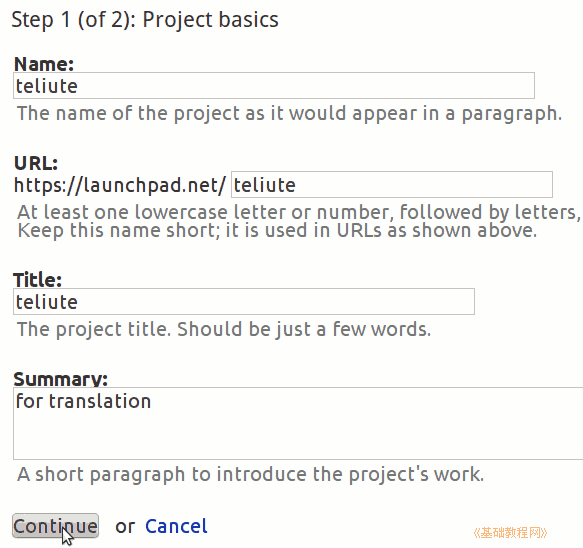 Step 1 (of 2): Project basics
Name:
teliute
The name of the project as it would appear in a paragraph.
URL:
https://launchpad.net/ teliute
At least one lowercase letter or number, followed by letters,
Keep this name short; it is used in URLs as shown above.
Title:
teliute
The project title. Should be just a few words.
Summary:
for translation
A short paragraph to introduce the project's work.
Continue or Cancel
《基础教程网》